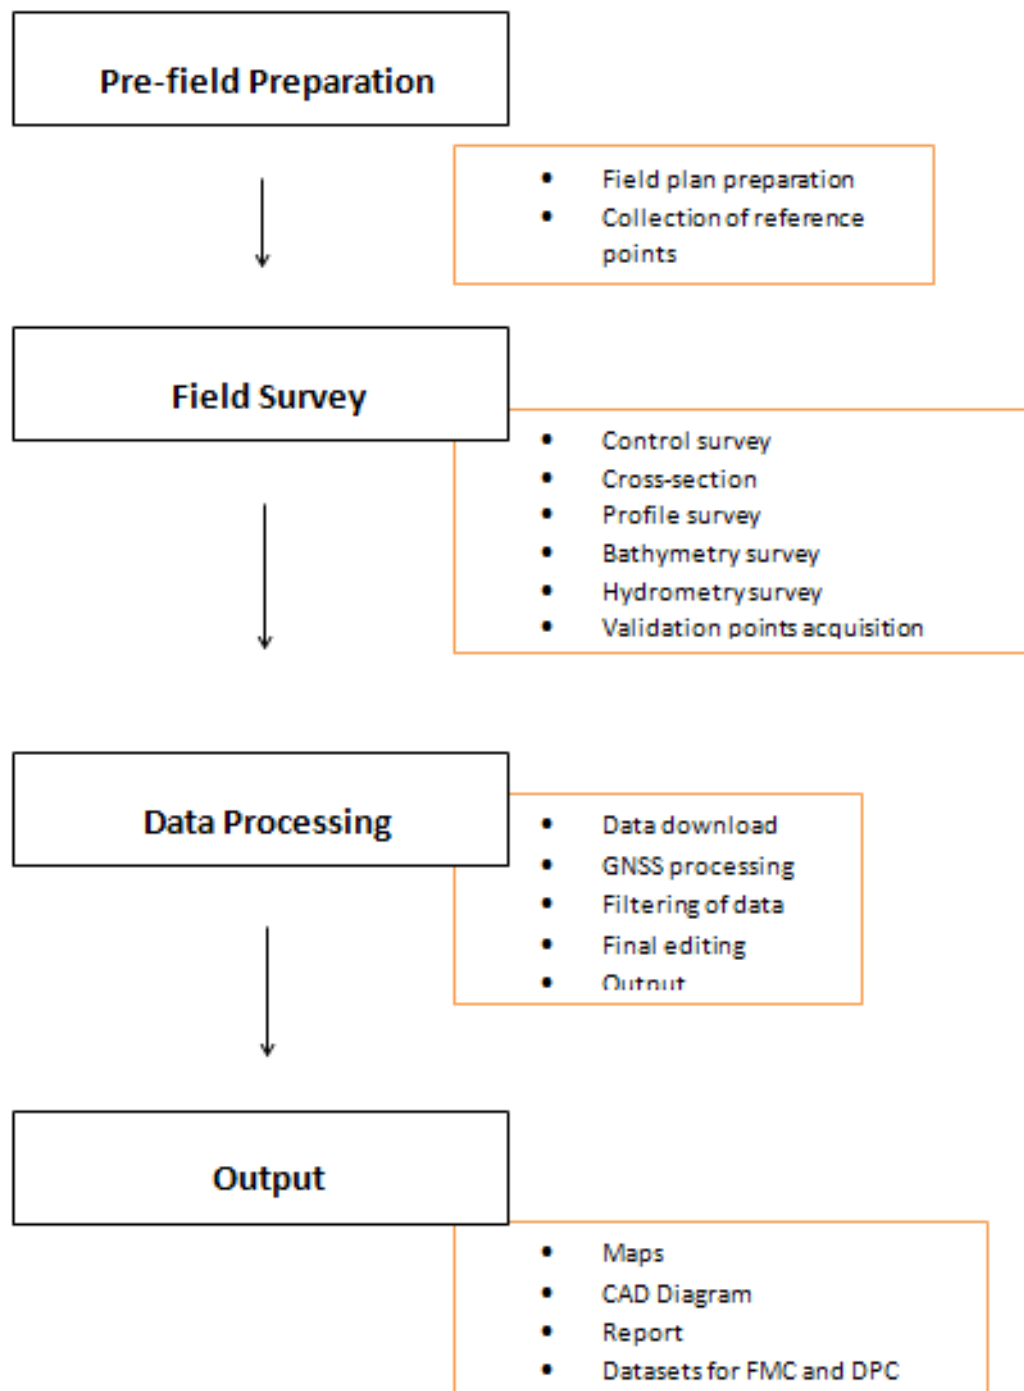 Pre-field Preparation
• Field plan preparation
• Collection of reference
points
Field Survey
• Control survey
• Cross-section
• Profile survey
• Bathymetry survey
• Hydrometry survey
• Validation points acquisition
Data Processing
• Data download
• GNSS processing
• Filtering of data
• Final editing
• Output
Output
• Maps
• CAD Diagram
• Report
• Datasets for FMC and DPC